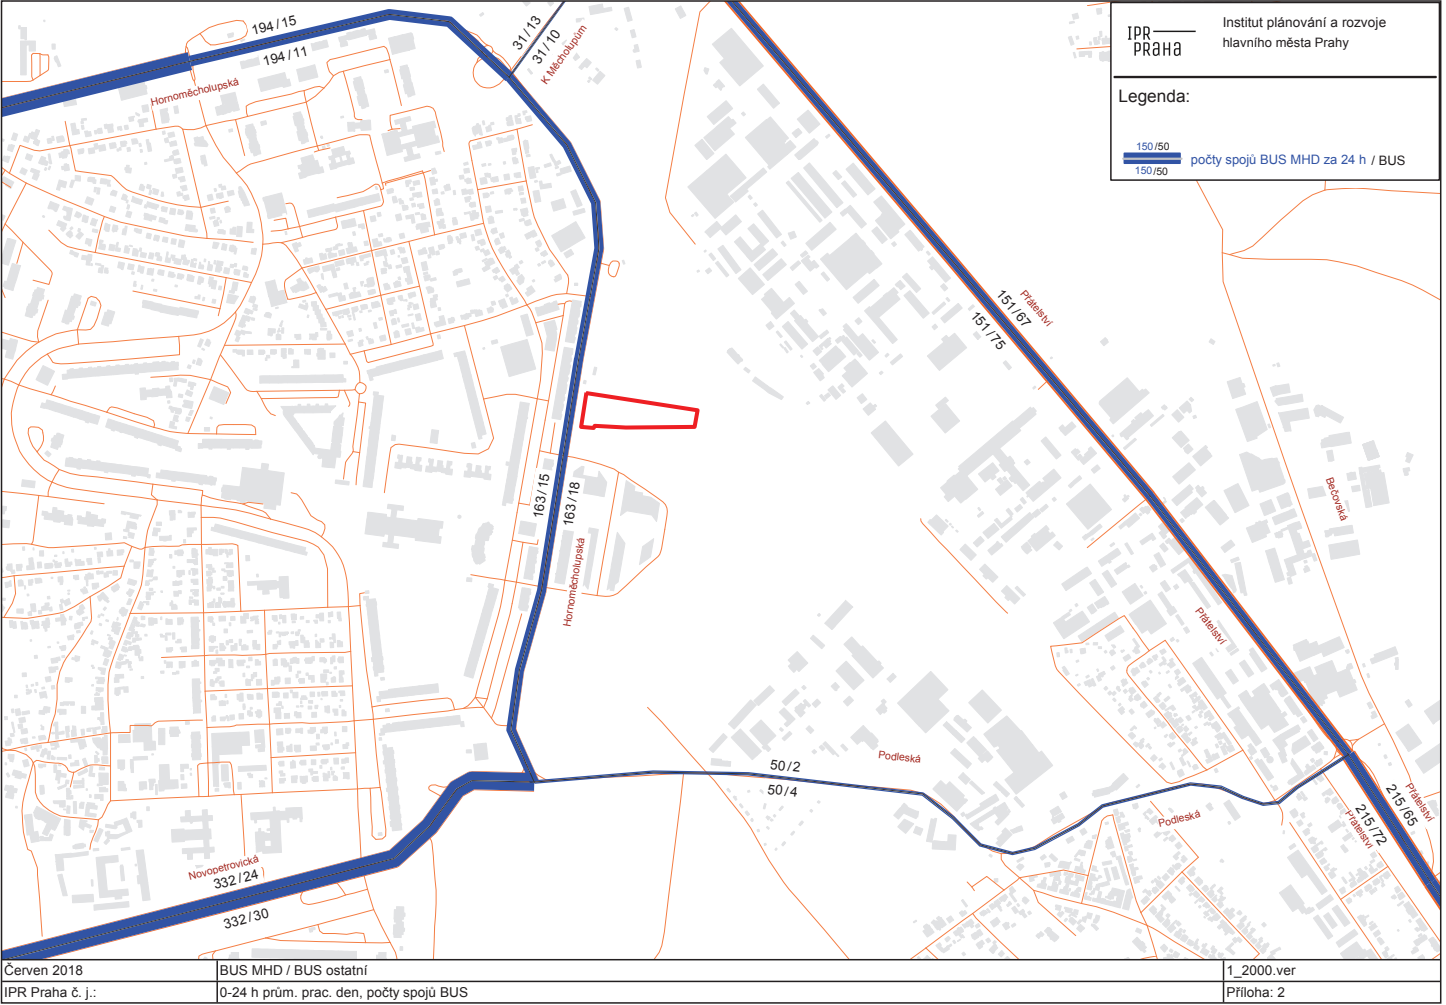 194/15
194/11
Hornoměcholupská
31/13
31/10
K Měcholupům
IPR
PRAHA
Institut plánování a rozvoje
hlavního města Prahy
Legenda:
150/50
150/50
počty spojů BUS MHD za 24 h / BUS
151/67
151/75
Přátelství
163/15
163/18
Hornoměcholupská
Bečovská
Přátelství
50/2
50/4
Podleská
Podleská
Přátelství
215/65
215/72
Přátelství
Novopetrovická
332/24
332/30
Červen 2018
BUS MHD / BUS ostatní
1_2000.ver
IPR Praha č. j.:
0-24 h prům. prac. den, počty spojů BUS
Příloha: 2